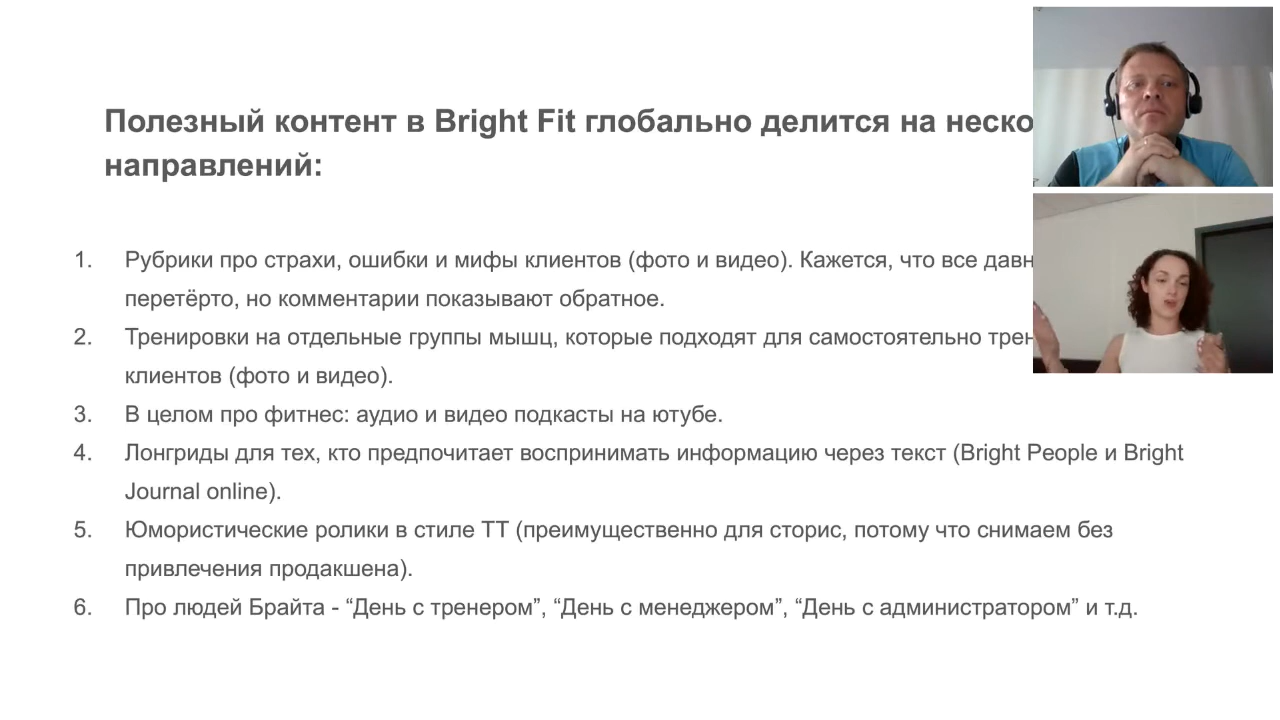 Полезный контент в Bright Fit глобально делится на неско
направлений:
1. Рубрики про страхи, ошибки и мифы клиентов (фото и видео). Кажется, что все давн
перетёрто, но комментарии показывают обратное.
2. Тренировки на отдельные группы мышц, которые подходят для самостоятельно трен
клиентов (фото и видео).
3. В целом про фитнес: аудио и видео подкасты на ютубе.
4. Лонгриды для тех, кто предпочитает воспринимать информацию через текст (Bright People и Bright
Journal online).
5. Юмористические ролики в стиле ТТ (преимущественно для сторис, потому что снимаем без
привлечения продакшена).
6. Про людей Брайта - “День с тренером”, “День с менеджером”, “День с администратором” и т.д.